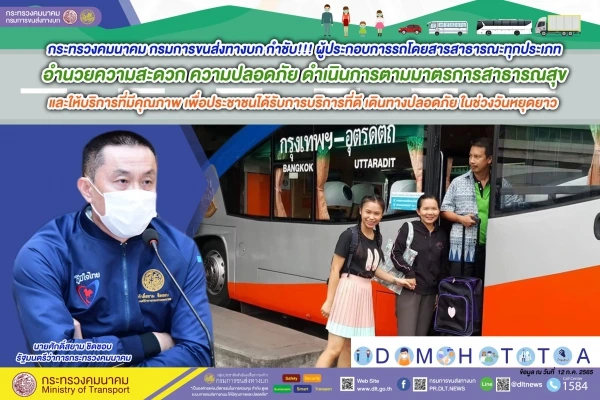 กระทรวงคมนาคม
กรมการขนส่งทางบก
กระทรวงคมนาคม กรมการขนส่งทางบก กำชับ!!! ผู้ประกอบการรถโดยสารสาธารณะทุกประเภท
อำนวยความสะดวก ความปลอดภัย ดำเนินการตามมาตรการสาธารณสุข
และให้บริการที่มีคุณภาพ เพื่อประชาชนได้รับการบริการที่ดี เดินทางปลอดภัย ในช่วงวันหยุดยาว
กรุงเทพฯ-อุตรดิตถ์
BANGKOK UTTARADIT
ภูมิใจไทย
นายศักดิ์สยาม ชิดชอบ
รัฐมนตรีว่าการกระทรวงคมนาคม
DMHTTA
ข้อมูล ณ วันที่ 12 ก.ค. 2565
กระทรวงคมนาคม
Ministry of Transport
กรมการขนส่งทางบก
Web Site
www.dlt.go.th
กรมการขนส่งทางบก
PR.DLT.NEWS
@dltnews
Call Center
1584